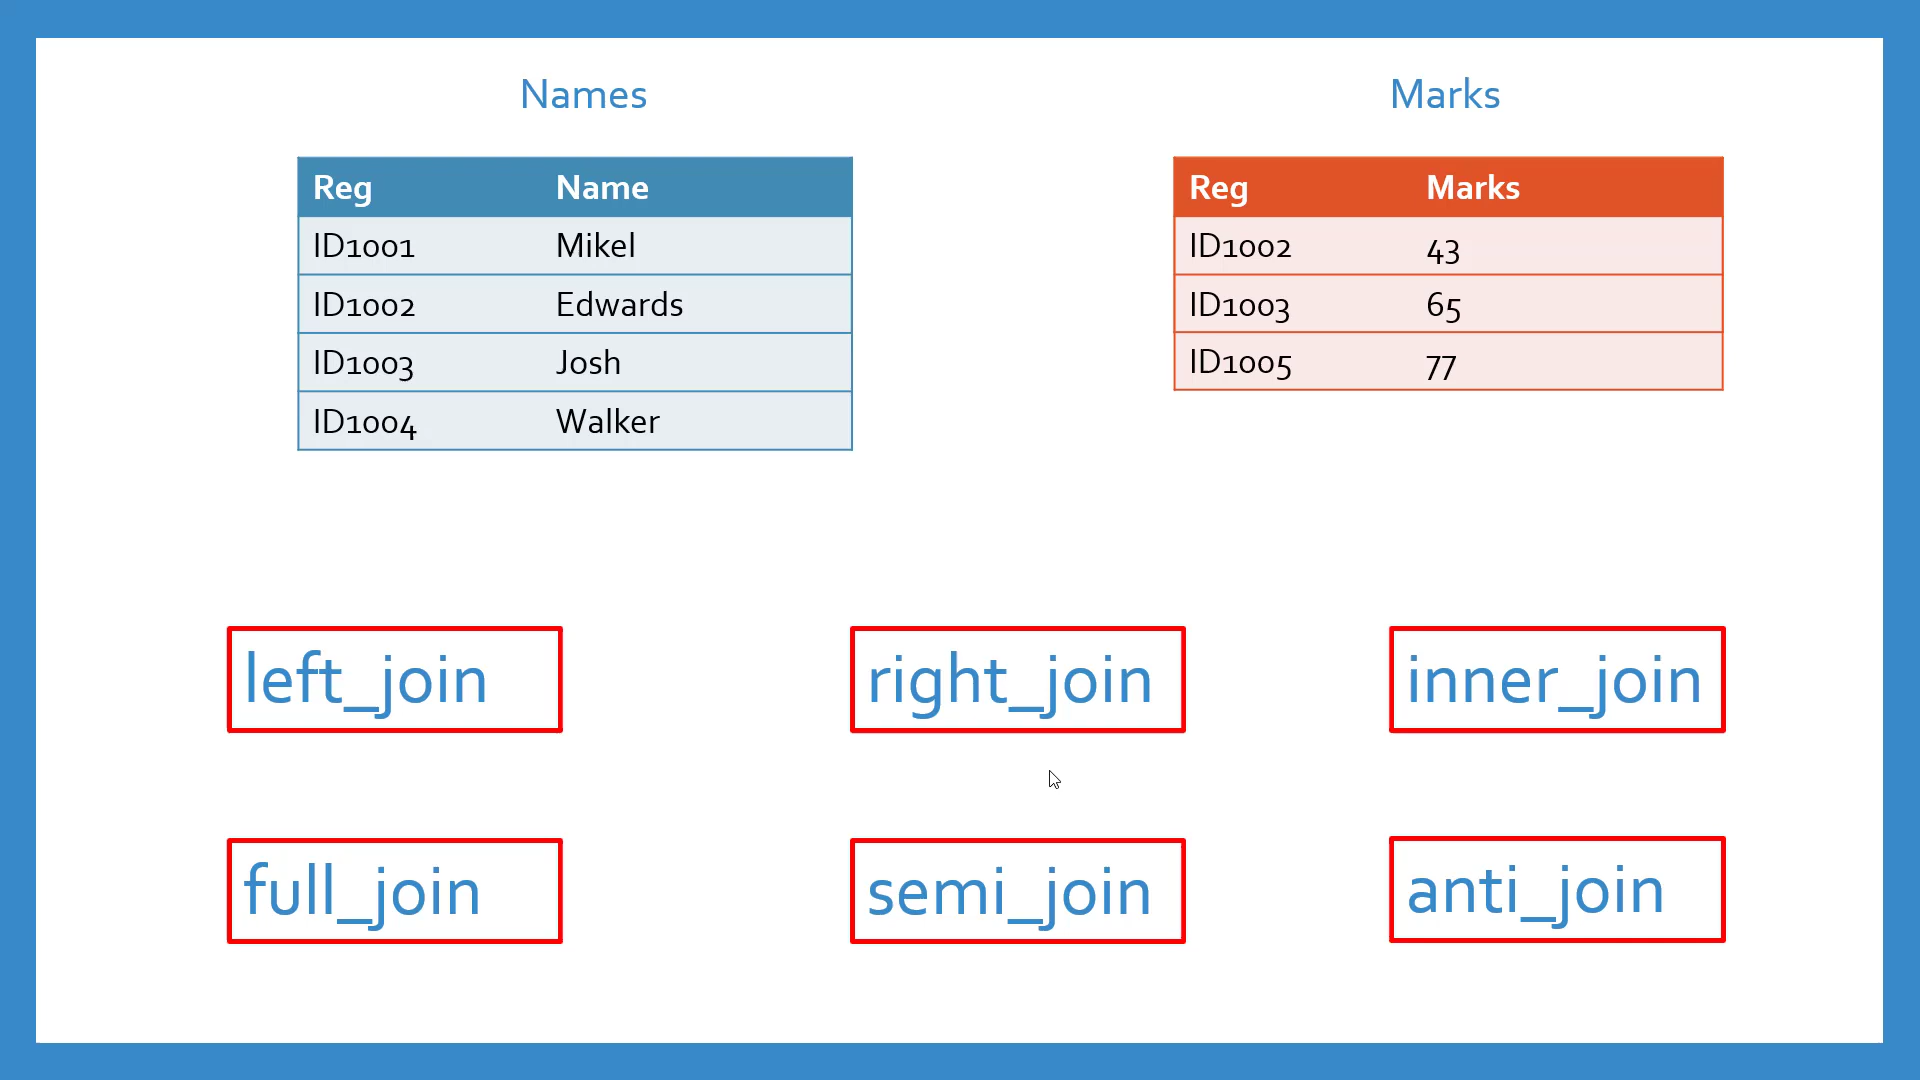 Names
Reg Name
ID1001 Mikel
ID1002 Edwards
ID1003 Josh
ID1004 Walker
Marks
Reg Marks
ID1002 43
ID1003 65
ID1005 77
left_join
right_join
inner_join
full_join
semi_join
anti_join